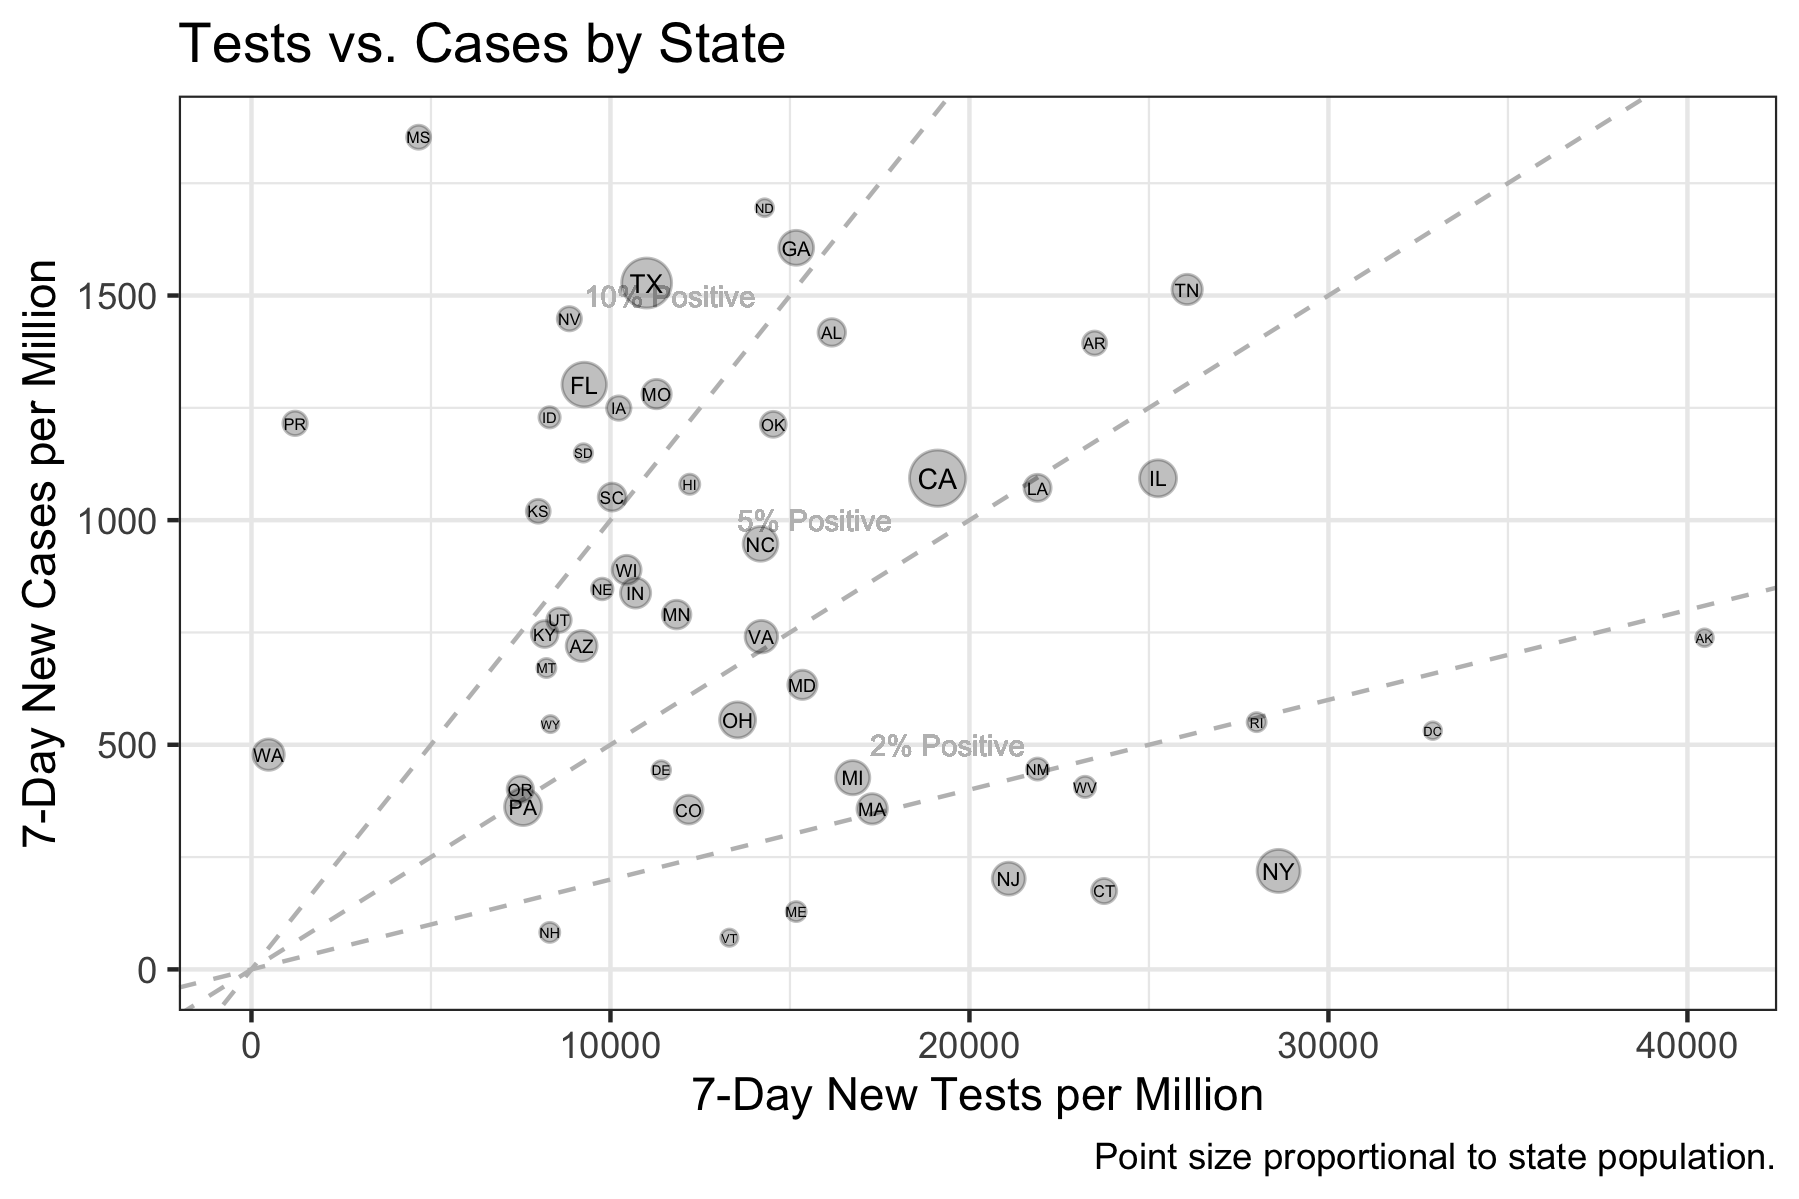 Tests vs. Cases by State
MS
ND
GA
TX
TN
1500
10% Positive
NV
AL
AR
FL
MO
IA
ID
PR
OK
SD
CA
IL
HI
LA
SC
KS
1000
5% Positive
NC
WI
NE
IN
MN
UT
KY
VA
AK
AZ
MT
MD
OH
RI
WY
DC
500
2% Positive
WA
DE
NM
MI
WV
OR
PA
MA
CO
NY
NJ
CT
ME
NH
VT
0
0 10000 20000 30000 40000
7-Day New Cases per Million
7-Day New Tests per Million
Point size proportional to state population.